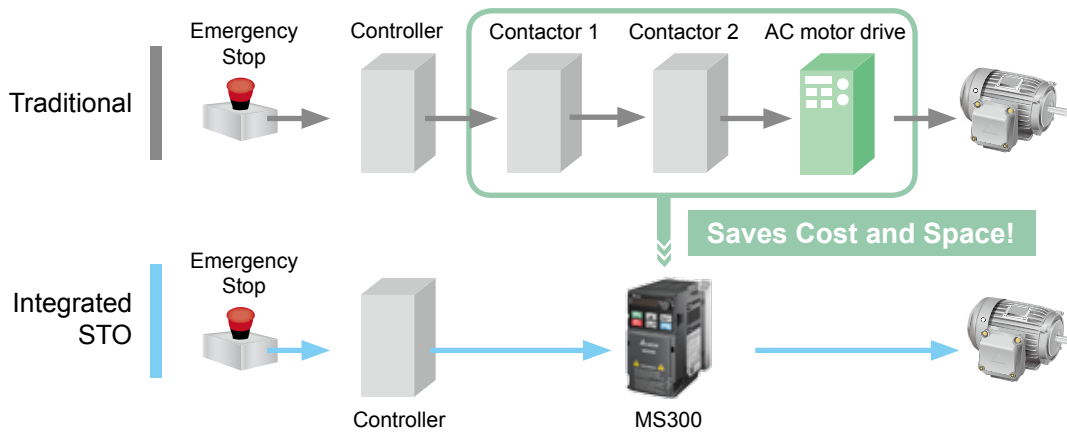 Emergency
Stop
Controller
Contactor 1
Contactor 2
AC motor drive
Traditional
Saves Cost and Space!
Emergency
Stop
Integrated
STO
Controller
MS300